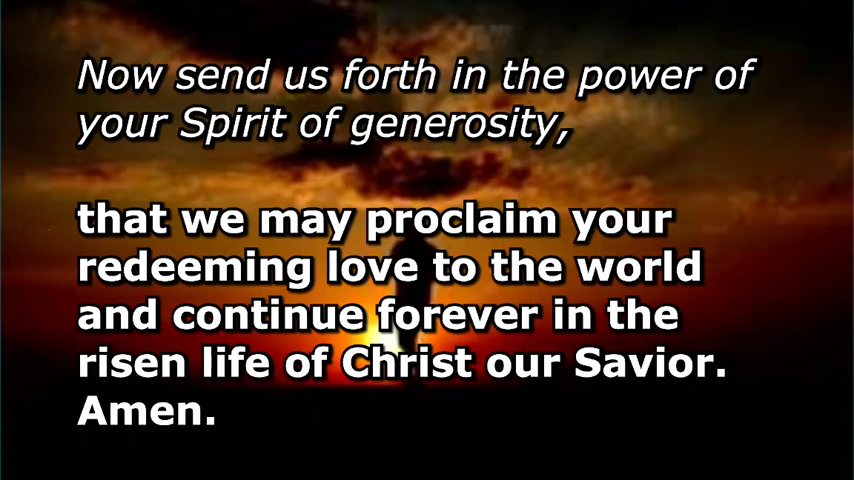 Now send us forth in the power of
your Spirit of generosity,
that we may proclaim your
redeeming love to the world
and continue forever in the
risen life of Christ our Savior.
Amen.